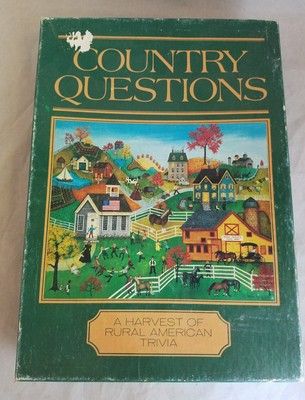 COUNTRY
QUESTIONS
A HARVEST OF
RURAL AMERICAN
TRIVIA